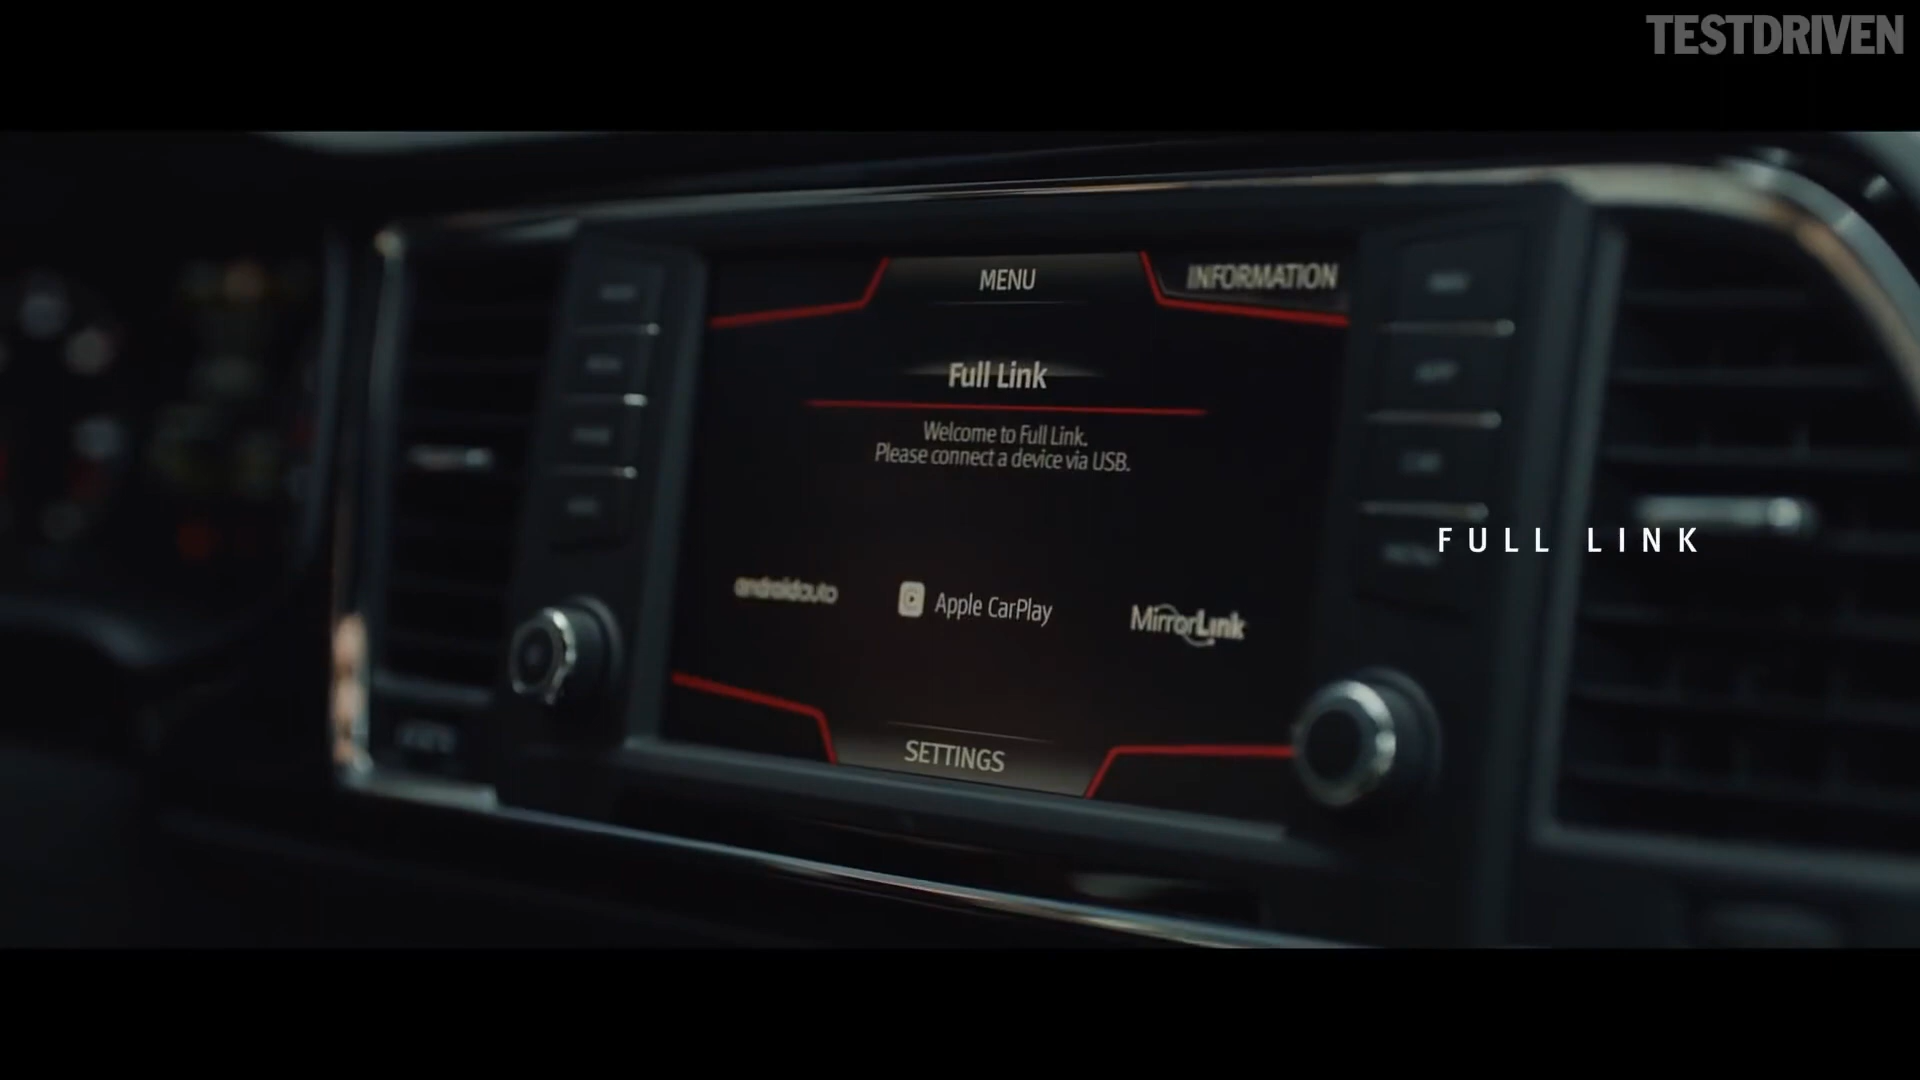 TESTDRIVEN
MENU
INFORMATION
Full Link
Welcome to Full Link.
Please connect a device via USB.
FULL LINK
androidauto
Apple CarPlay
MirrorLink
SETTINGS